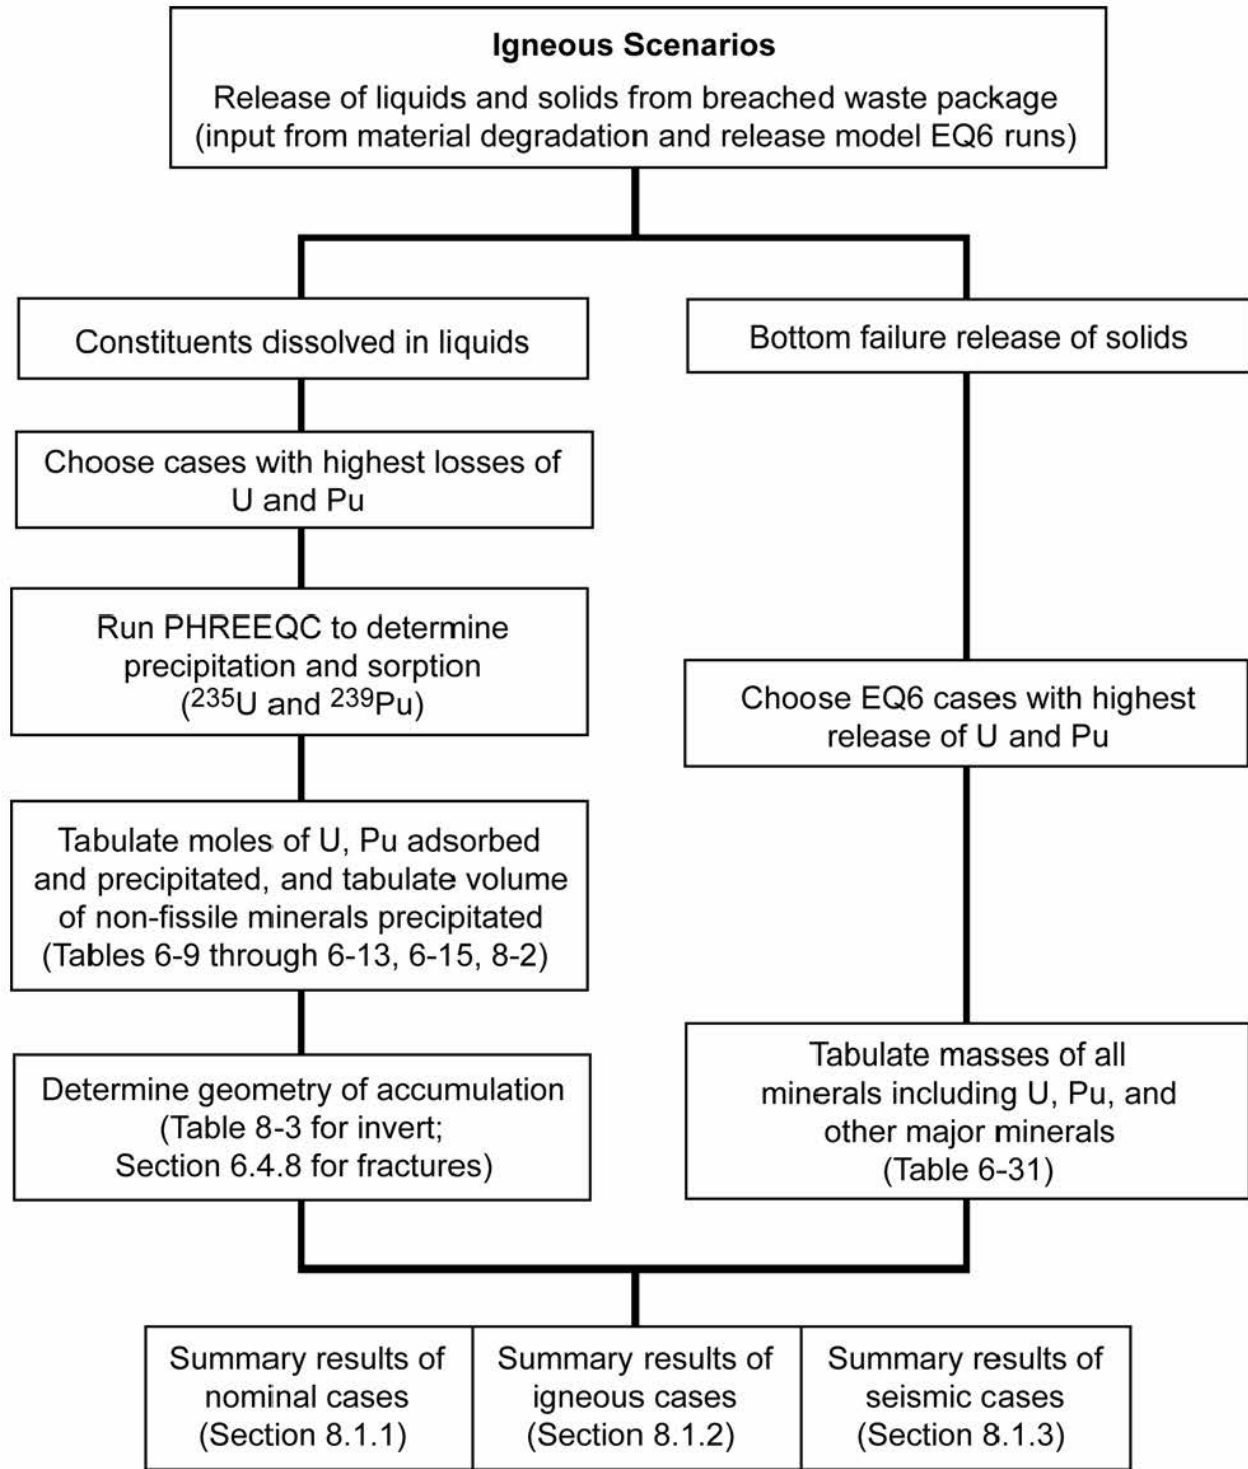 Igneous Scenarios
Release of liquids and solids from breached waste package
(input from material degradation and release model EQ6 runs)
Constituents dissolved in liquids
Choose cases with highest losses of
U and Pu
Run PHREEQC to determine
precipitation and sorption
(²³⁵U and ²³⁹Pu)
Tabulate moles of U, Pu adsorbed
and precipitated, and tabulate volume
of non-fissile minerals precipitated
(Tables 6-9 through 6-13, 6-15, 8-2)
Determine geometry of accumulation
(Table 8-3 for invert;
Section 6.4.8 for fractures)
Bottom failure release of solids
Choose EQ6 cases with highest
release of U and Pu
Tabulate masses of all
minerals including U, Pu, and
other major minerals
(Table 6-31)
Summary results of
nominal cases
(Section 8.1.1)
Summary results of
igneous cases
(Section 8.1.2)
Summary results of
seismic cases
(Section 8.1.3)